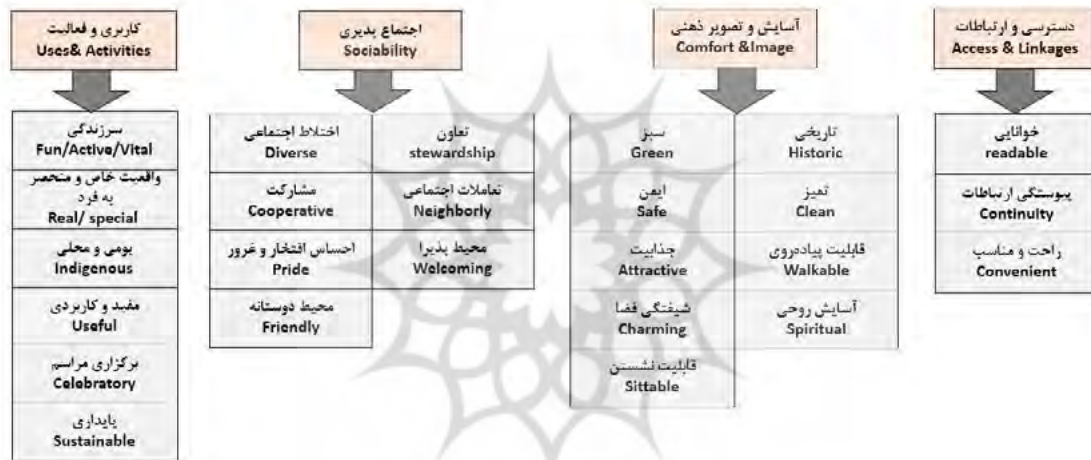 کاربری و فعالیت
Uses& Activities
سرزندگی
Fun/Active/Vital
واقعیت خاص و منحصر
به فرد
Real/ special
بومی و محلی
Indigenous
مفید و کاربردی
Useful
برگزاری مراسم
Celebratory
پایداری
Sustainable
اجتماع پذیری
Sociability
اختلاط اجتماعی
Diverse
تعاون
stewardship
مشارکت
Cooperative
تعاملات اجتماعی
Neighborly
احساس افتخار و غرور
Pride
محیط پذیرا
Welcoming
محیط دوستانه
Friendly
آسایش و تصویر ذهنی
Comfort &Image
سبز
Green
تاریخی
Historic
ایمن
Safe
تمیز
Clean
جذابیت
Attractive
قابلیت پیاده‌روی
Walkable
شیفتگی فضا
Charming
آسایش روحی
Spiritual
قابلیت نشستن
Sittable
دسترسی و ارتباطات
Access & Linkages
خوانایی
readable
پیوستگی ارتباطات
Continuity
راحت و مناسب
Convenient